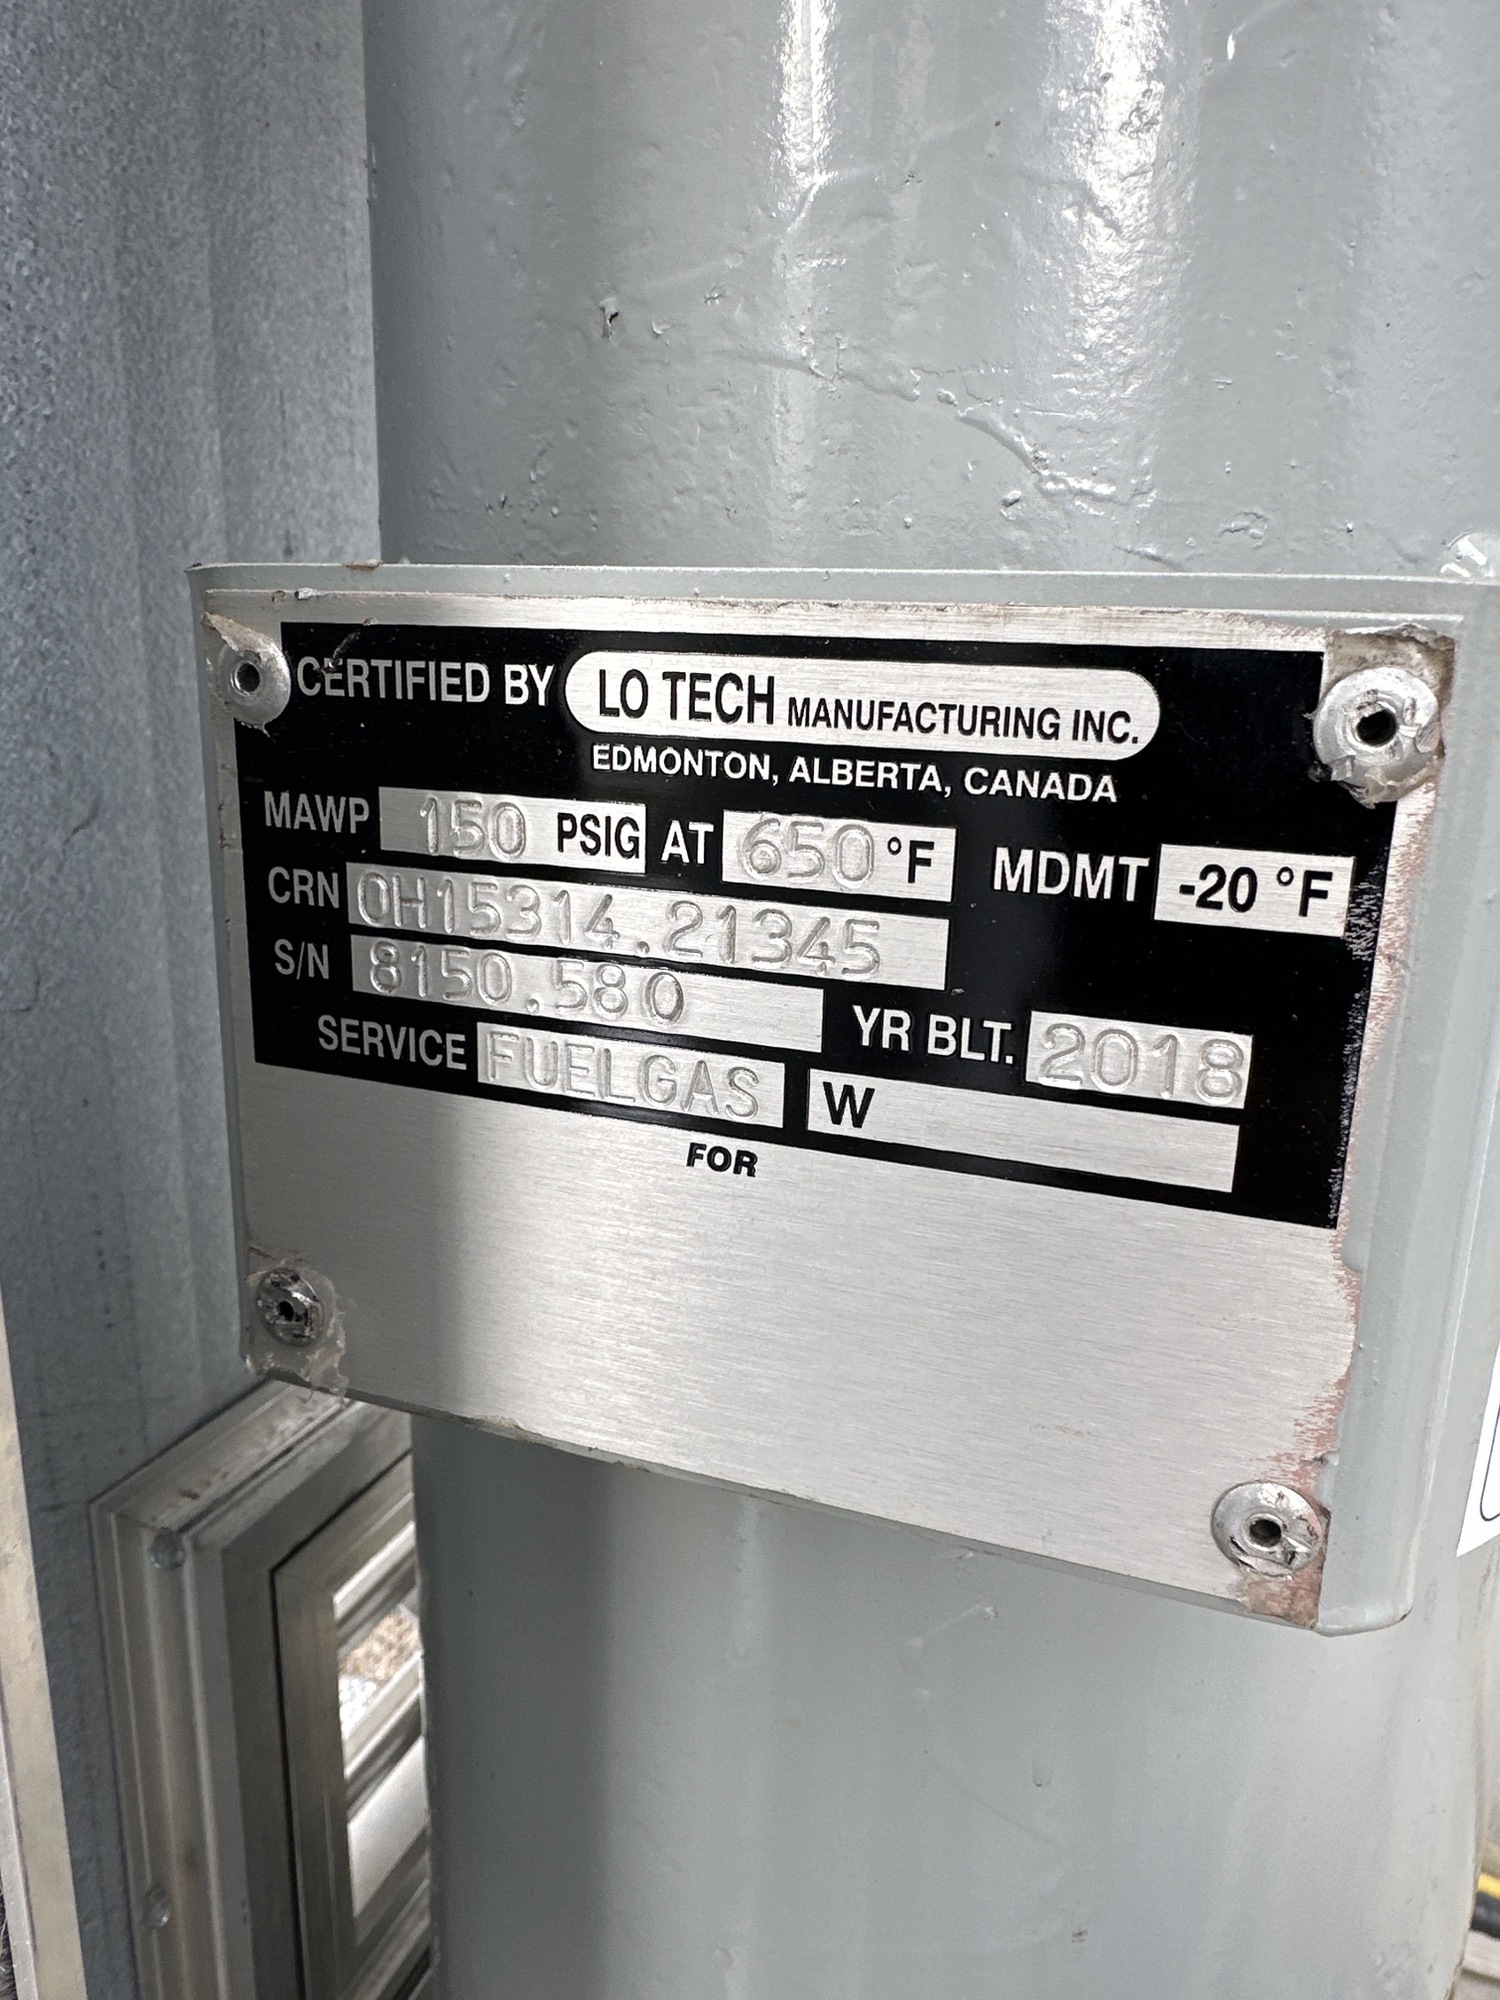 CERTIFIED BY LO TECH MANUFACTURING INC.
EDMONTON, ALBERTA, CANADA
MAWP 150 PSIG AT 650 °F MDMT -20 °F
CRN 0H15314.21345
S/N 8150.580 YR BLT. 2018
SERVICE FUELGAS W
FOR